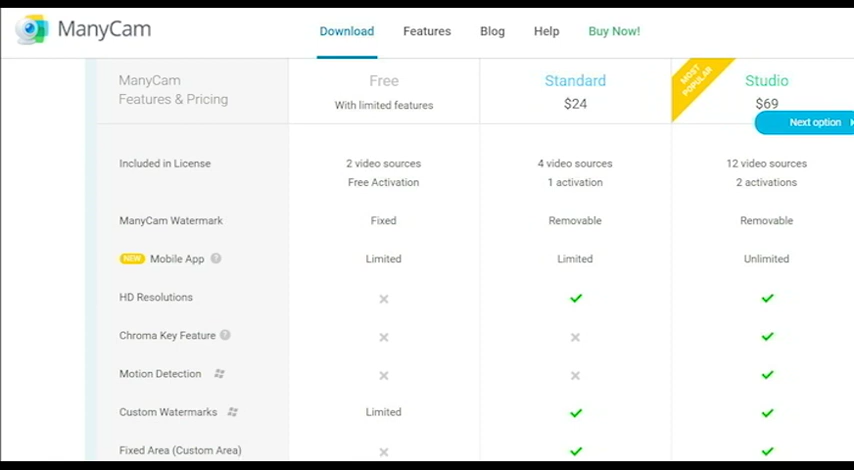 ManyCam
Download Features Blog Help Buy Now!
ManyCam
Features & Pricing
Free
With limited features
Standard
$24
MOST
POPULAR
Studio
$69
Next option
Included in License
2 video sources
Free Activation
4 video sources
1 activation
12 video sources
2 activations
ManyCam Watermark Fixed Removable Removable
NEW Mobile App ? Limited Limited Unlimited
HD Resolutions
Chroma Key Feature ?
Motion Detection
Custom Watermarks Limited
Fixed Area (Custom Area)